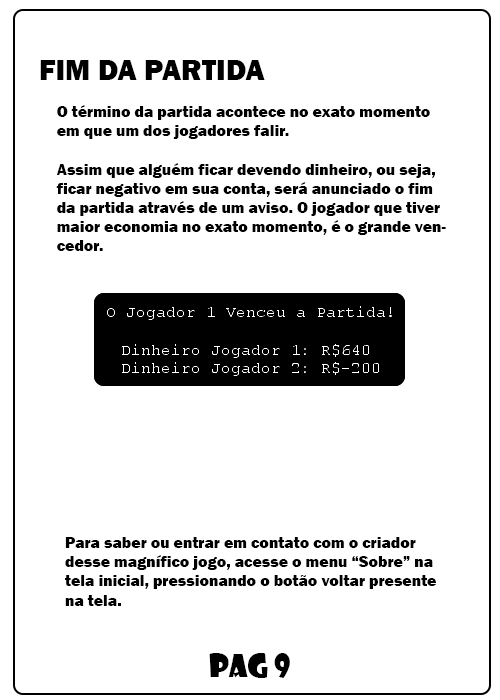 FIM DA PARTIDA
O término da partida acontece no exato momento
em que um dos jogadores falir.
Assim que alguém ficar devendo dinheiro, ou seja,
ficar negativo em sua conta, será anunciado o fim
da partida através de um aviso. O jogador que tiver
maior economia no exato momento, é o grande ven-
cedor.
O Jogador 1 Venceu a Partida!
Dinheiro Jogador 1: R$640
Dinheiro Jogador 2: R$-200
Para saber ou entrar em contato com o criador
desse magnífico jogo, acesse o menu “Sobre” na
tela inicial, pressionando o botão voltar presente
na tela.
PAG 9